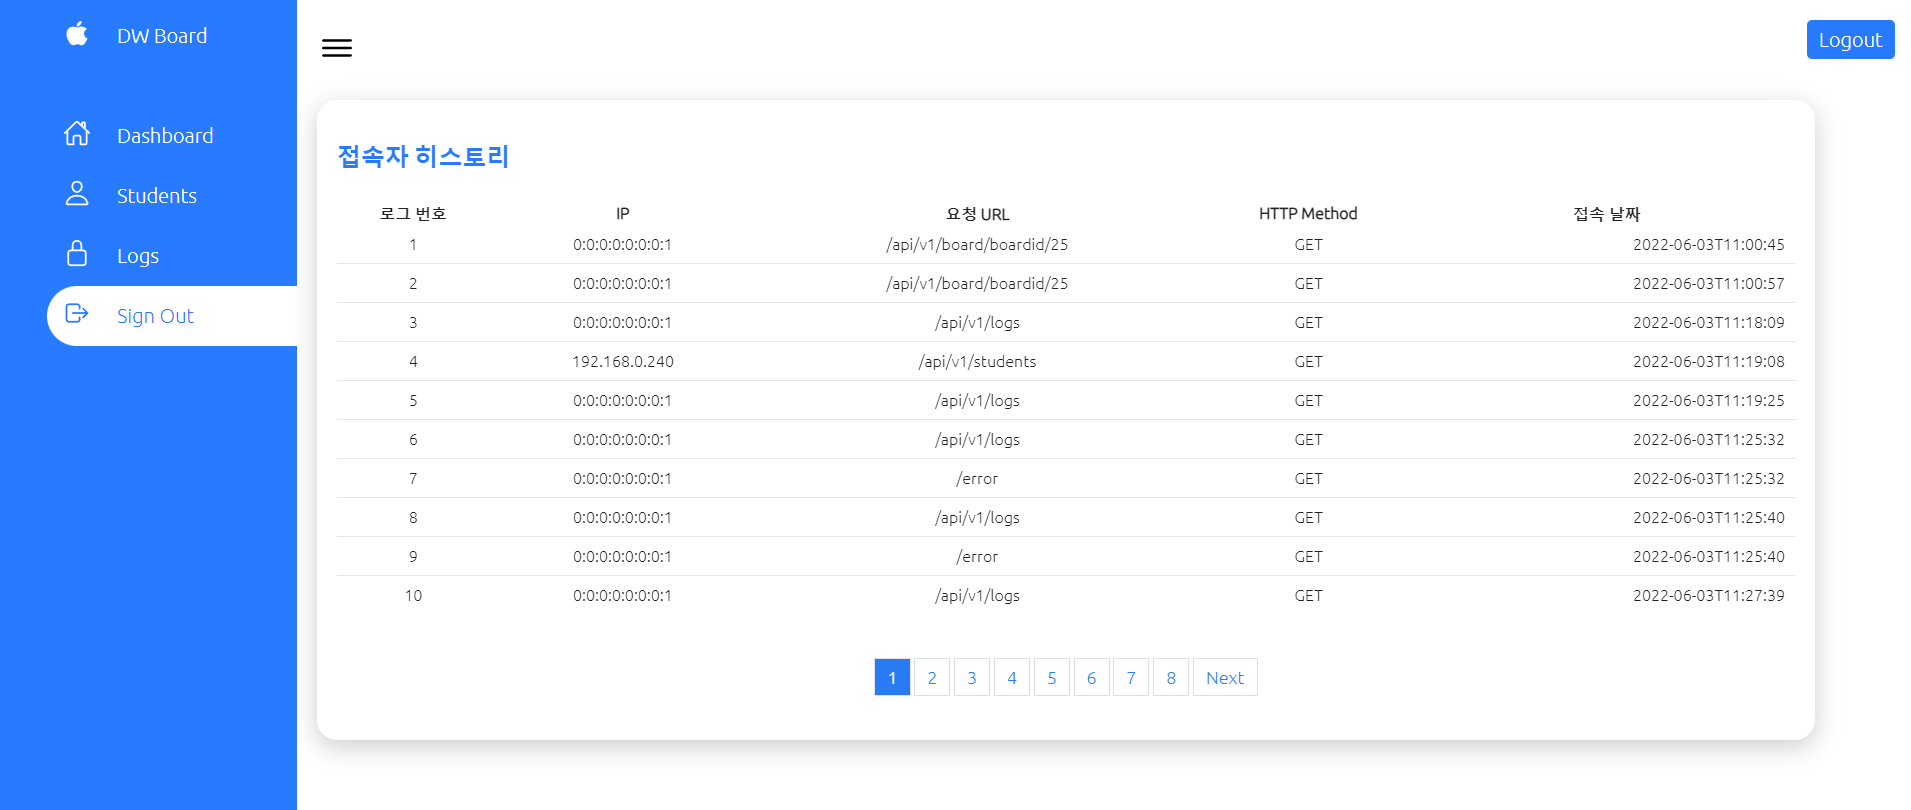 DW Board
Logout
Dashboard
Students
Logs
Sign Out
접속자 히스토리
로그 번호 IP 요청 URL HTTP Method 접속 날짜
1 0:0:0:0:0:0:0:1 /api/v1/board/boardid/25 GET 2022-06-03T11:00:45
2 0:0:0:0:0:0:0:1 /api/v1/board/boardid/25 GET 2022-06-03T11:00:57
3 0:0:0:0:0:0:0:1 /api/v1/logs GET 2022-06-03T11:18:09
4 192.168.0.240 /api/v1/students GET 2022-06-03T11:19:08
5 0:0:0:0:0:0:0:1 /api/v1/logs GET 2022-06-03T11:19:25
6 0:0:0:0:0:0:0:1 /api/v1/logs GET 2022-06-03T11:25:32
7 0:0:0:0:0:0:0:1 /error GET 2022-06-03T11:25:32
8 0:0:0:0:0:0:0:1 /api/v1/logs GET 2022-06-03T11:25:40
9 0:0:0:0:0:0:0:1 /error GET 2022-06-03T11:25:40
10 0:0:0:0:0:0:0:1 /api/v1/logs GET 2022-06-03T11:27:39
1 2 3 4 5 6 7 8 Next